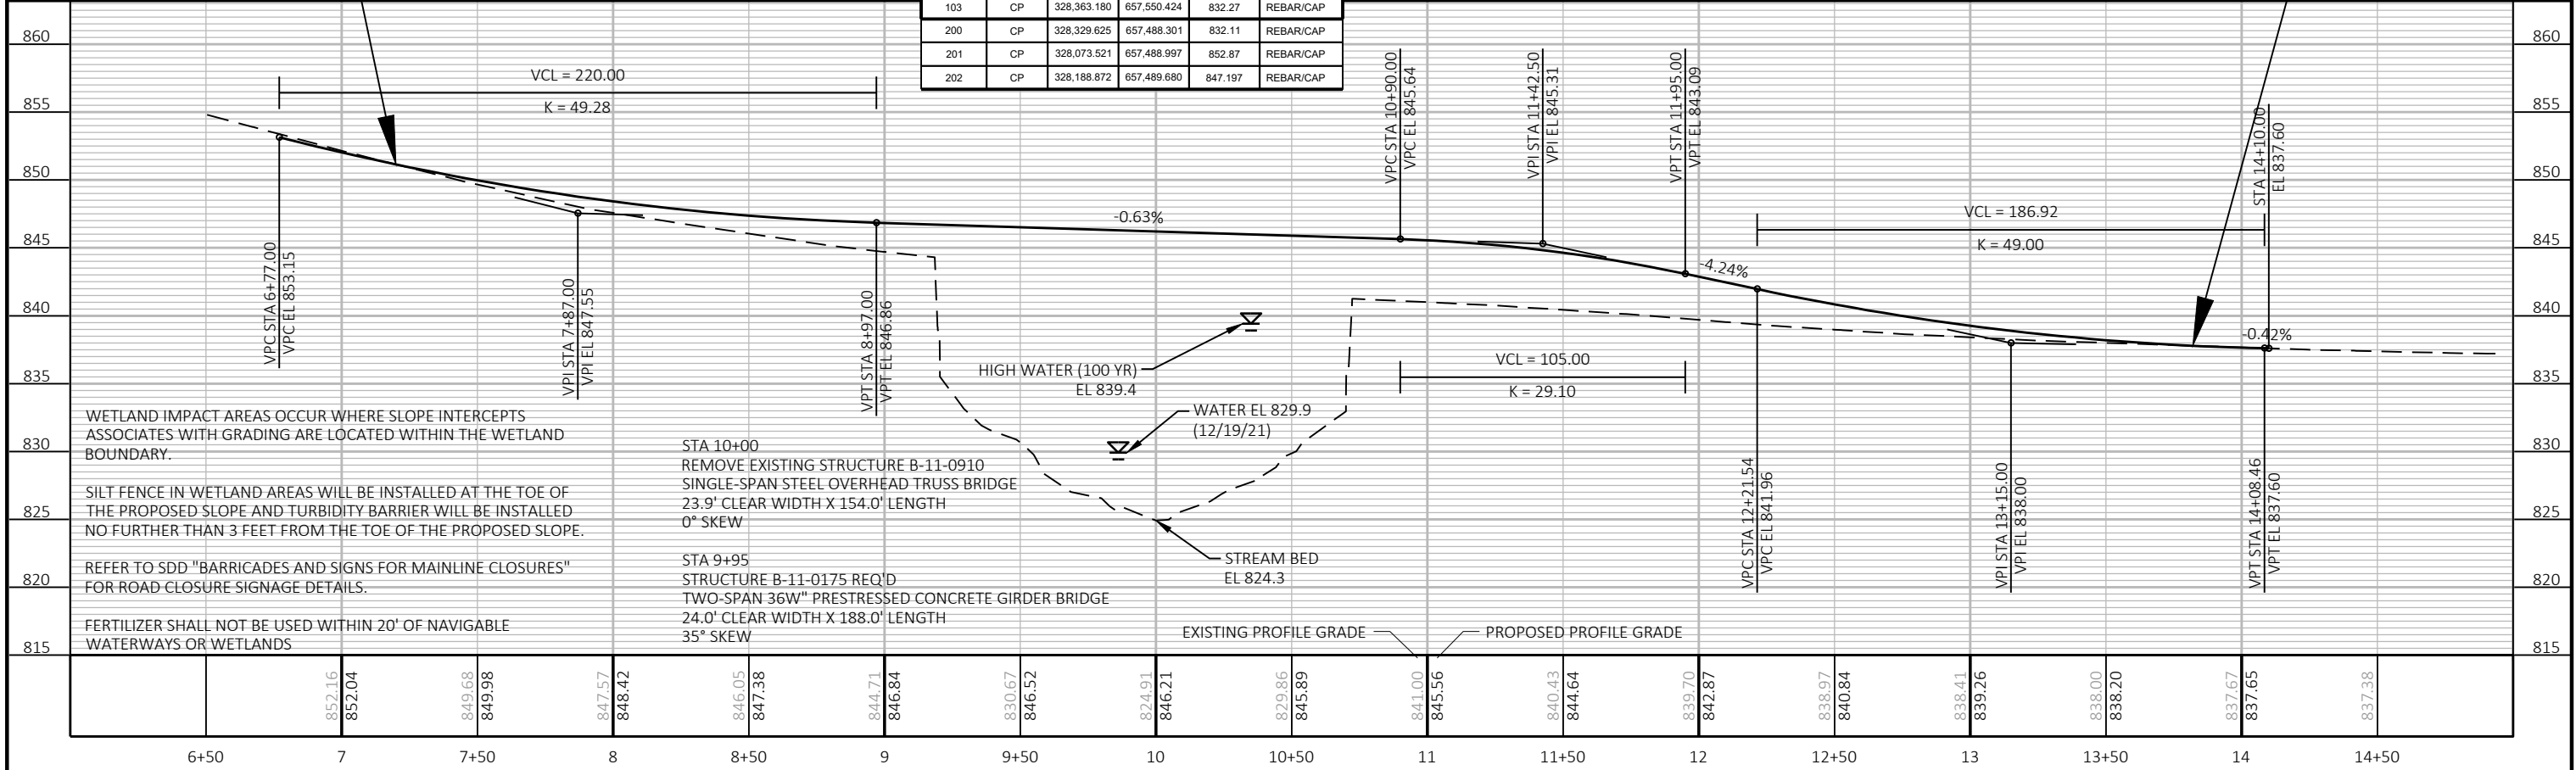 103 CP 328,363.180 657,550.424 832.27 REBAR/CAP
200 CP 328,329.625 657,488.301 832.11 REBAR/CAP
201 CP 328,073.521 657,488.997 852.87 REBAR/CAP
202 CP 328,188.872 657,489.680 847.197 REBAR/CAP
860
855
850
845
840
835
830
825
820
815
860
855
850
845
840
835
830
825
820
815
VCL = 220.00
K = 49.28
VPC STA 6+77.00
VPC EL 853.15
VPI STA 7+87.00
VPI EL 847.55
VPT STA 8+97.00
VPT EL 846.86
-0.63%
VPC STA 10+90.00
VPC EL 845.64
VPI STA 11+42.50
VPI EL 845.31
VPT STA 11+95.00
VPT EL 843.09
VCL = 105.00
K = 29.10
-4.24%
VCL = 186.92
K = 49.00
STA 14+10.00
EL 837.60
-0.42%
VPC STA 12+21.54
VPC EL 841.96
VPI STA 13+15.00
VPI EL 838.00
VPT STA 14+08.46
VPT EL 837.60
HIGH WATER (100 YR)
EL 839.4
WATER EL 829.9
(12/19/21)
STREAM BED
EL 824.3
WETLAND IMPACT AREAS OCCUR WHERE SLOPE INTERCEPTS
ASSOCIATES WITH GRADING ARE LOCATED WITHIN THE WETLAND
BOUNDARY.
SILT FENCE IN WETLAND AREAS WILL BE INSTALLED AT THE TOE OF
THE PROPOSED SLOPE AND TURBIDITY BARRIER WILL BE INSTALLED
NO FURTHER THAN 3 FEET FROM THE TOE OF THE PROPOSED SLOPE.
REFER TO SDD "BARRICADES AND SIGNS FOR MAINLINE CLOSURES"
FOR ROAD CLOSURE SIGNAGE DETAILS.
FERTILIZER SHALL NOT BE USED WITHIN 20' OF NAVIGABLE
WATERWAYS OR WETLANDS
STA 10+00
REMOVE EXISTING STRUCTURE B-11-0910
SINGLE-SPAN STEEL OVERHEAD TRUSS BRIDGE
23.9' CLEAR WIDTH X 154.0' LENGTH
0° SKEW
STA 9+95
STRUCTURE B-11-0175 REQ'D
TWO-SPAN 36W" PRESTRESSED CONCRETE GIRDER BRIDGE
24.0' CLEAR WIDTH X 188.0' LENGTH
35° SKEW
EXISTING PROFILE GRADE
PROPOSED PROFILE GRADE
852.16
852.04
849.68
849.98
847.57
848.42
846.05
847.38
844.71
846.84
830.67
846.52
824.91
846.21
829.86
845.89
841.00
845.56
840.43
844.64
839.70
842.87
838.97
840.84
838.41
839.26
838.00
838.20
837.67
837.65
837.38
6+50 7 7+50 8 8+50 9 9+50 10 10+50 11 11+50 12 12+50 13 13+50 14 14+50